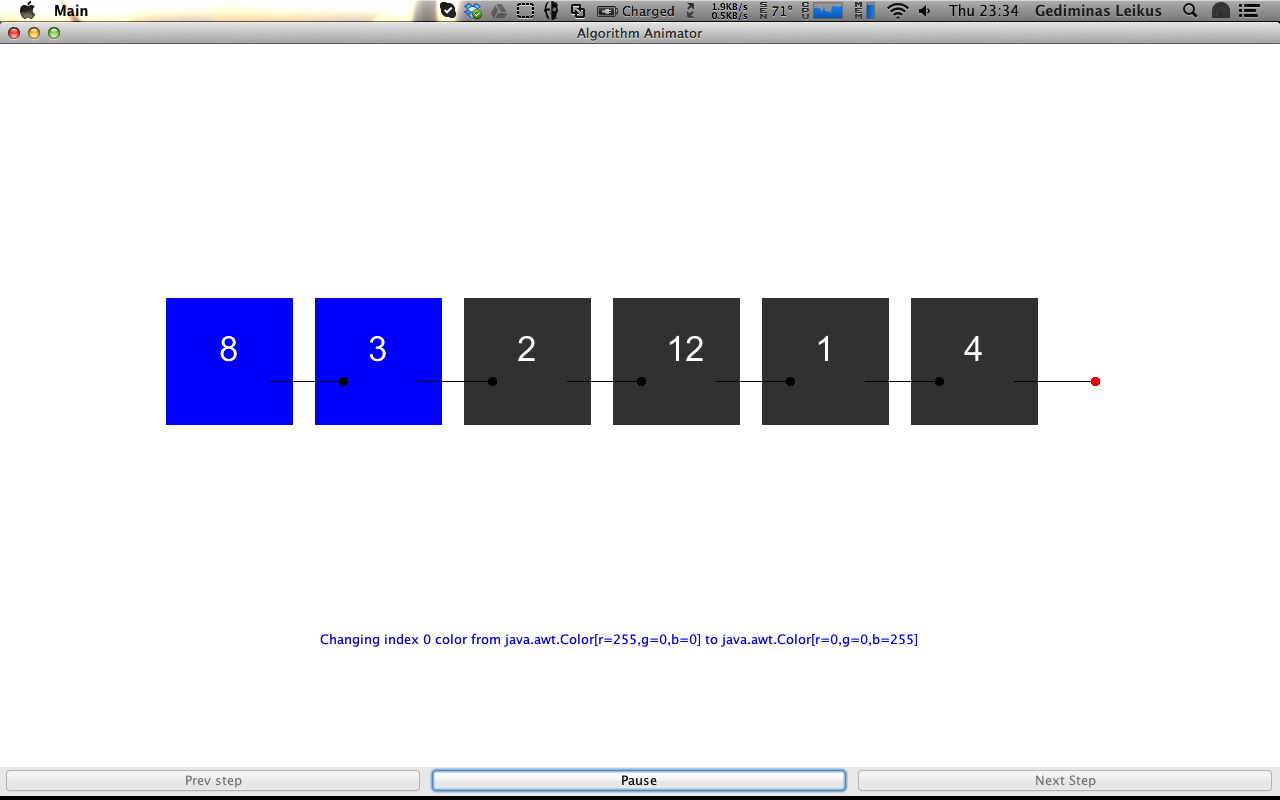 Main Charged 1.9KB/s 0.5KB/s SEN 71° CPU MEM Thu 23:34 Gediminas Leikus
Algorithm Animator
8 3 2 12 1 4
Changing index 0 color from java.awt.Color[r=255,g=0,b=0] to java.awt.Color[r=0,g=0,b=255]
Prev step Pause Next Step